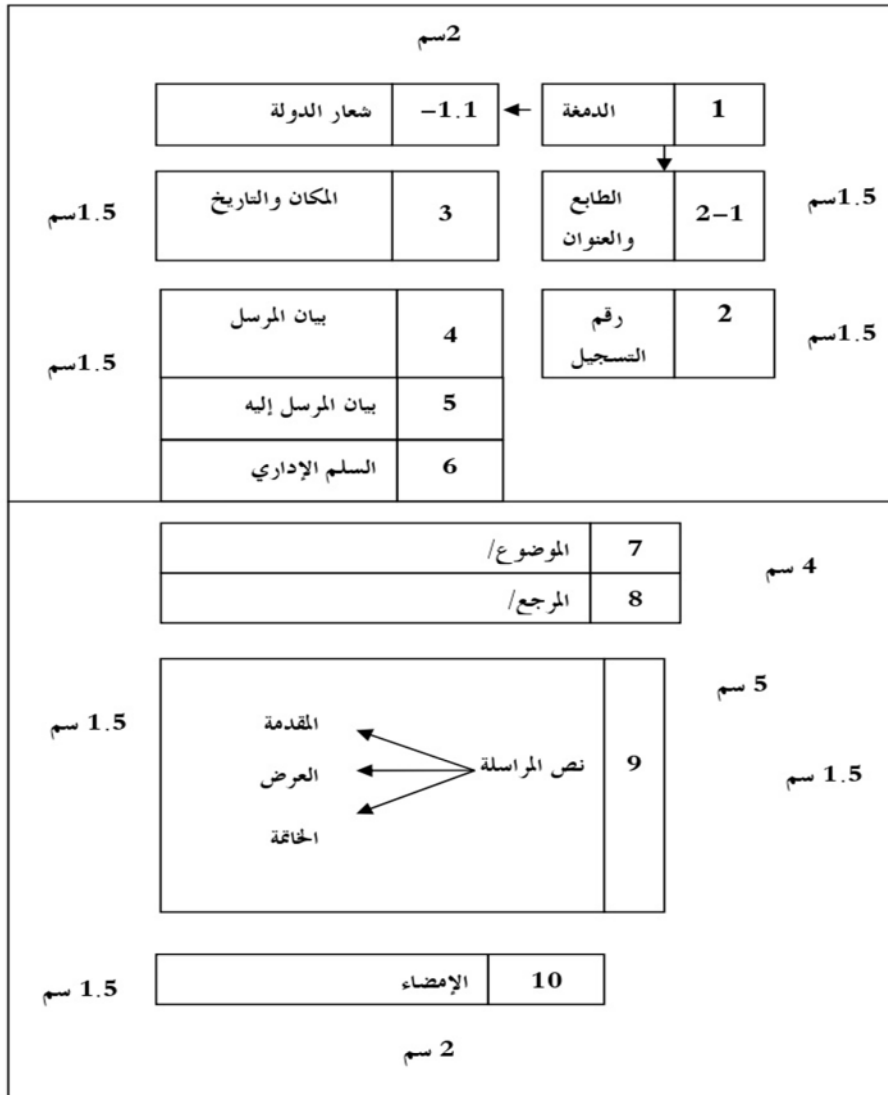 2سم
1 الدمغة
1.1- شعار الدولة
1.5سم
2-1 الطابع
والعنوان
3 المكان والتاريخ
1.5سم
1.5سم
2 رقم
التسجيل
4 بيان المرسل
1.5سم
5 بيان المرسل إليه
6 السلم الإداري
7 الموضوع/
4 سم
8 المرجع/
5 سم
1.5 سم
9 نص المراسلة
المقدمة
العرض
الخاتمة
1.5 سم
10 الإمضاء
1.5 سم
2 سم